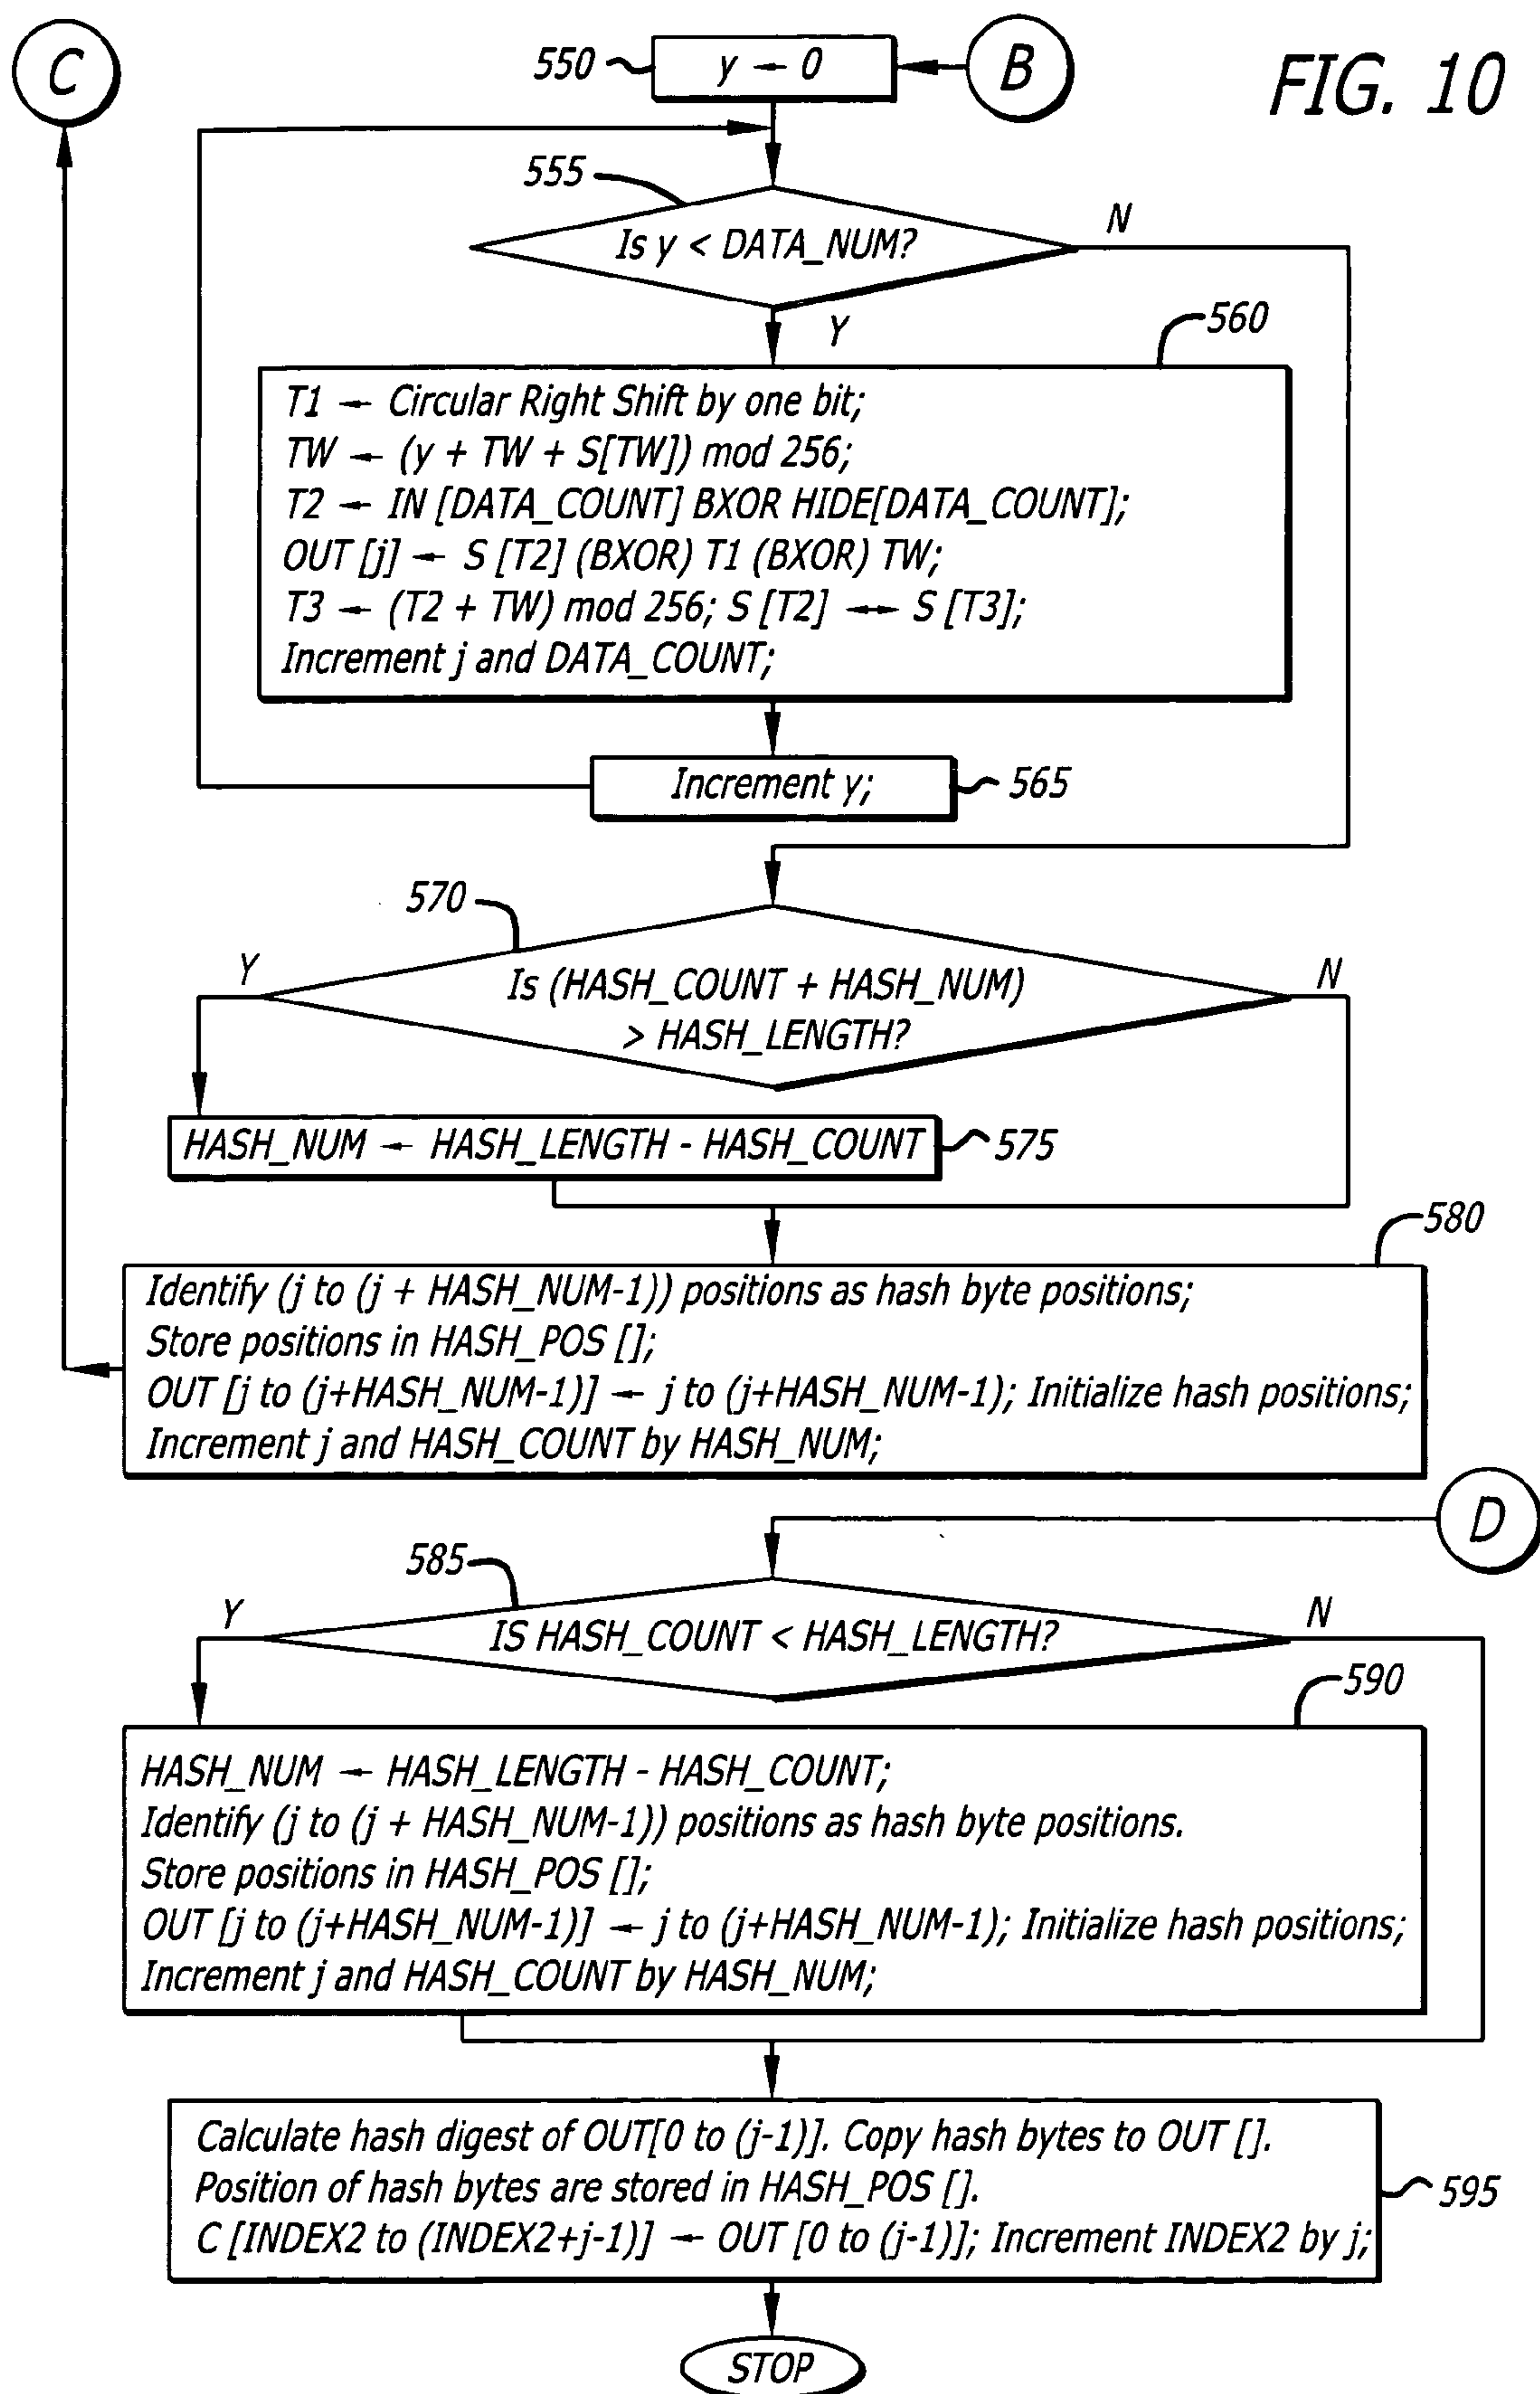 C
550
y ← 0
B
FIG. 10
555
Is y < DATA_NUM?
N
Y
560
T1 ← Circular Right Shift by one bit;
TW ← (y + TW + S[TW]) mod 256;
T2 ← IN [DATA_COUNT] BXOR HIDE[DATA_COUNT];
OUT [j] ← S [T2] (BXOR) T1 (BXOR) TW;
T3 ← (T2 + TW) mod 256; S [T2] ↔ S [T3];
Increment j and DATA_COUNT;
Increment y;
565
570
Y
Is (HASH_COUNT + HASH_NUM)
> HASH_LENGTH?
N
HASH_NUM ← HASH_LENGTH - HASH_COUNT
575
580
Identify (j to (j + HASH_NUM-1)) positions as hash byte positions;
Store positions in HASH_POS [];
OUT [j to (j+HASH_NUM-1)] ← j to (j+HASH_NUM-1); Initialize hash positions;
Increment j and HASH_COUNT by HASH_NUM;
D
585
Y
IS HASH_COUNT < HASH_LENGTH?
N
590
HASH_NUM ← HASH_LENGTH - HASH_COUNT;
Identify (j to (j + HASH_NUM-1)) positions as hash byte positions.
Store positions in HASH_POS [];
OUT [j to (j+HASH_NUM-1)] ← j to (j+HASH_NUM-1); Initialize hash positions;
Increment j and HASH_COUNT by HASH_NUM;
Calculate hash digest of OUT[0 to (j-1)]. Copy hash bytes to OUT [].
Position of hash bytes are stored in HASH_POS [].
C [INDEX2 to (INDEX2+j-1)] ← OUT [0 to (j-1)]; Increment INDEX2 by j;
595
STOP